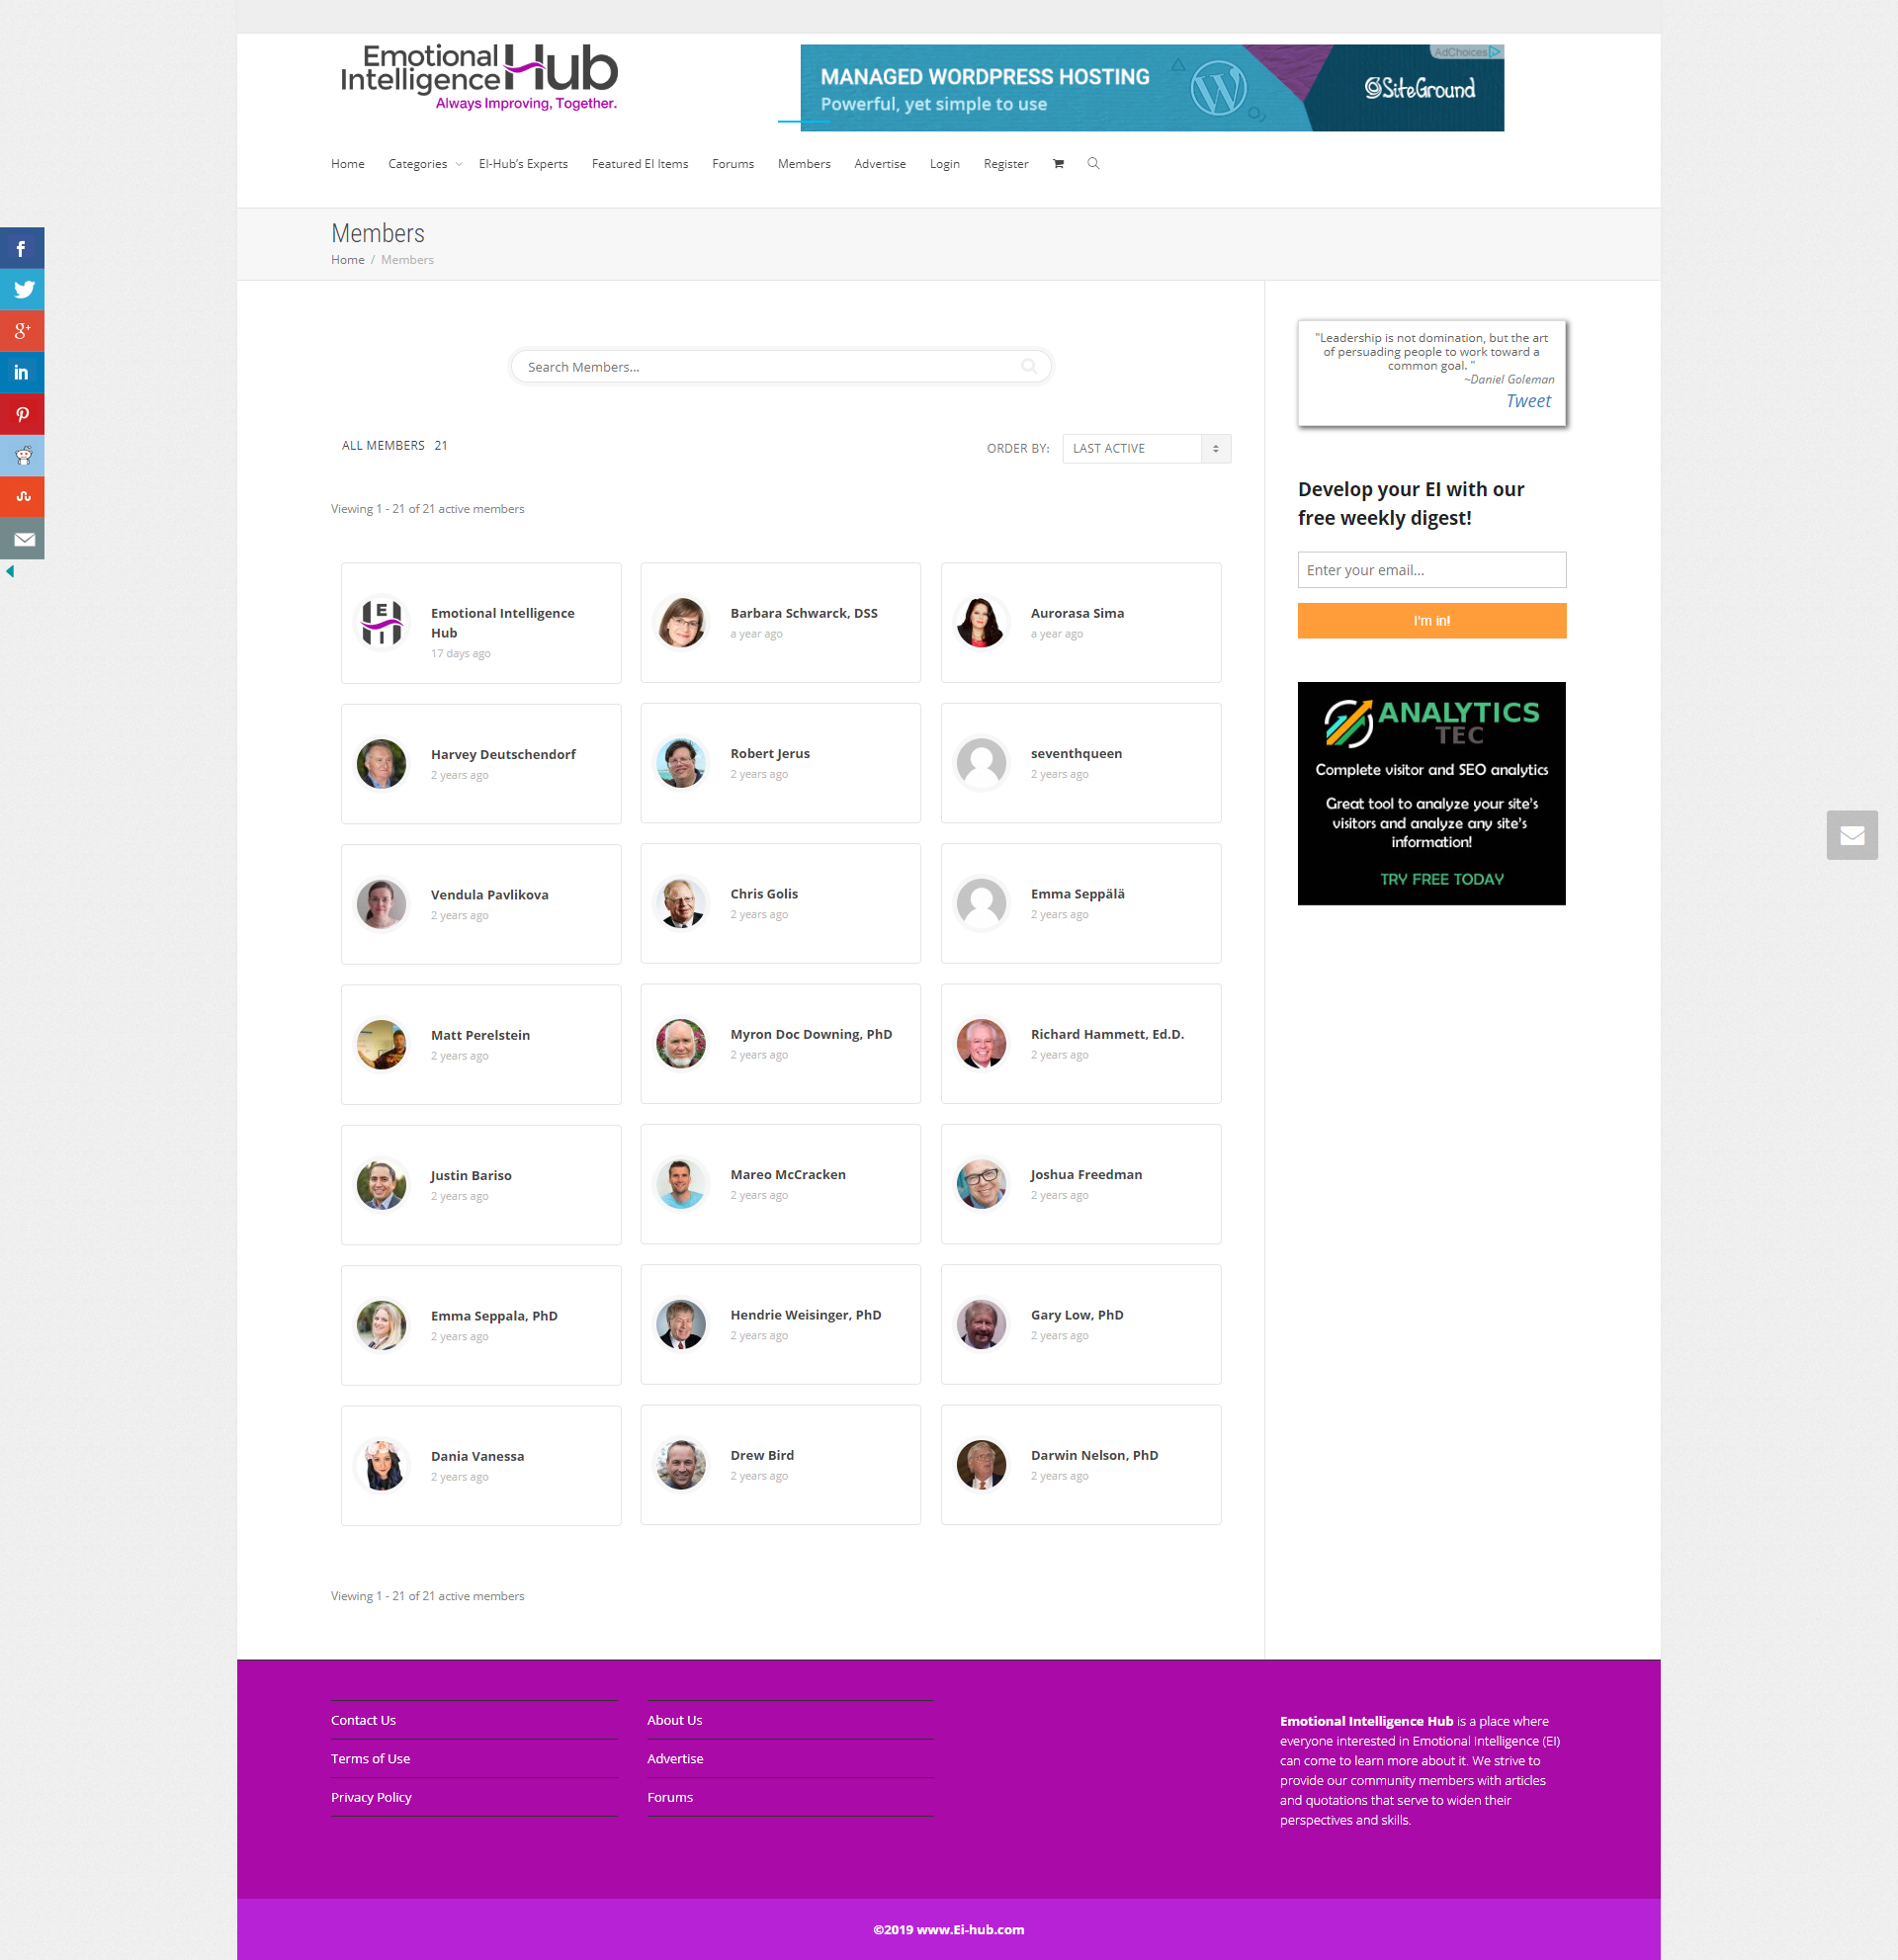 Emotional
Intelligence Hub
Always Improving, Together.
MANAGED WORDPRESS HOSTING
Powerful, yet simple to use
SiteGround
AdChoices
Home Categories EI-Hub's Experts Featured EI Items Forums Members Advertise Login Register
Members
Home / Members
Search Members...
ALL MEMBERS 21
ORDER BY: LAST ACTIVE
Viewing 1 - 21 of 21 active members
Emotional Intelligence
Hub
17 days ago
Barbara Schwarck, DSS
a year ago
Aurorasa Sima
a year ago
Harvey Deutschendorf
2 years ago
Robert Jerus
2 years ago
seventhqueen
2 years ago
Vendula Pavlikova
2 years ago
Chris Golis
2 years ago
Emma Seppälä
2 years ago
Matt Perelstein
2 years ago
Myron Doc Downing, PhD
2 years ago
Richard Hammett, Ed.D.
2 years ago
Justin Bariso
2 years ago
Mareo McCracken
2 years ago
Joshua Freedman
2 years ago
Emma Seppala, PhD
2 years ago
Hendrie Weisinger, PhD
2 years ago
Gary Low, PhD
2 years ago
Dania Vanessa
2 years ago
Drew Bird
2 years ago
Darwin Nelson, PhD
2 years ago
Viewing 1 - 21 of 21 active members
"Leadership is not domination, but the art
of persuading people to work toward a
common goal. "
~Daniel Goleman
Tweet
Develop your EI with our
free weekly digest!
Enter your email...
I'm in!
ANALYTICS
TEC
Complete visitor and SEO analytics
Great tool to analyze your site's
visitors and analyze any site's
information!
TRY FREE TODAY
Contact Us
Terms of Use
Privacy Policy
About Us
Advertise
Forums
Emotional Intelligence Hub is a place where
everyone interested in Emotional Intelligence (EI)
can come to learn more about it. We strive to
provide our community members with articles
and quotations that serve to widen their
perspectives and skills.
©2019 www.Ei-hub.com